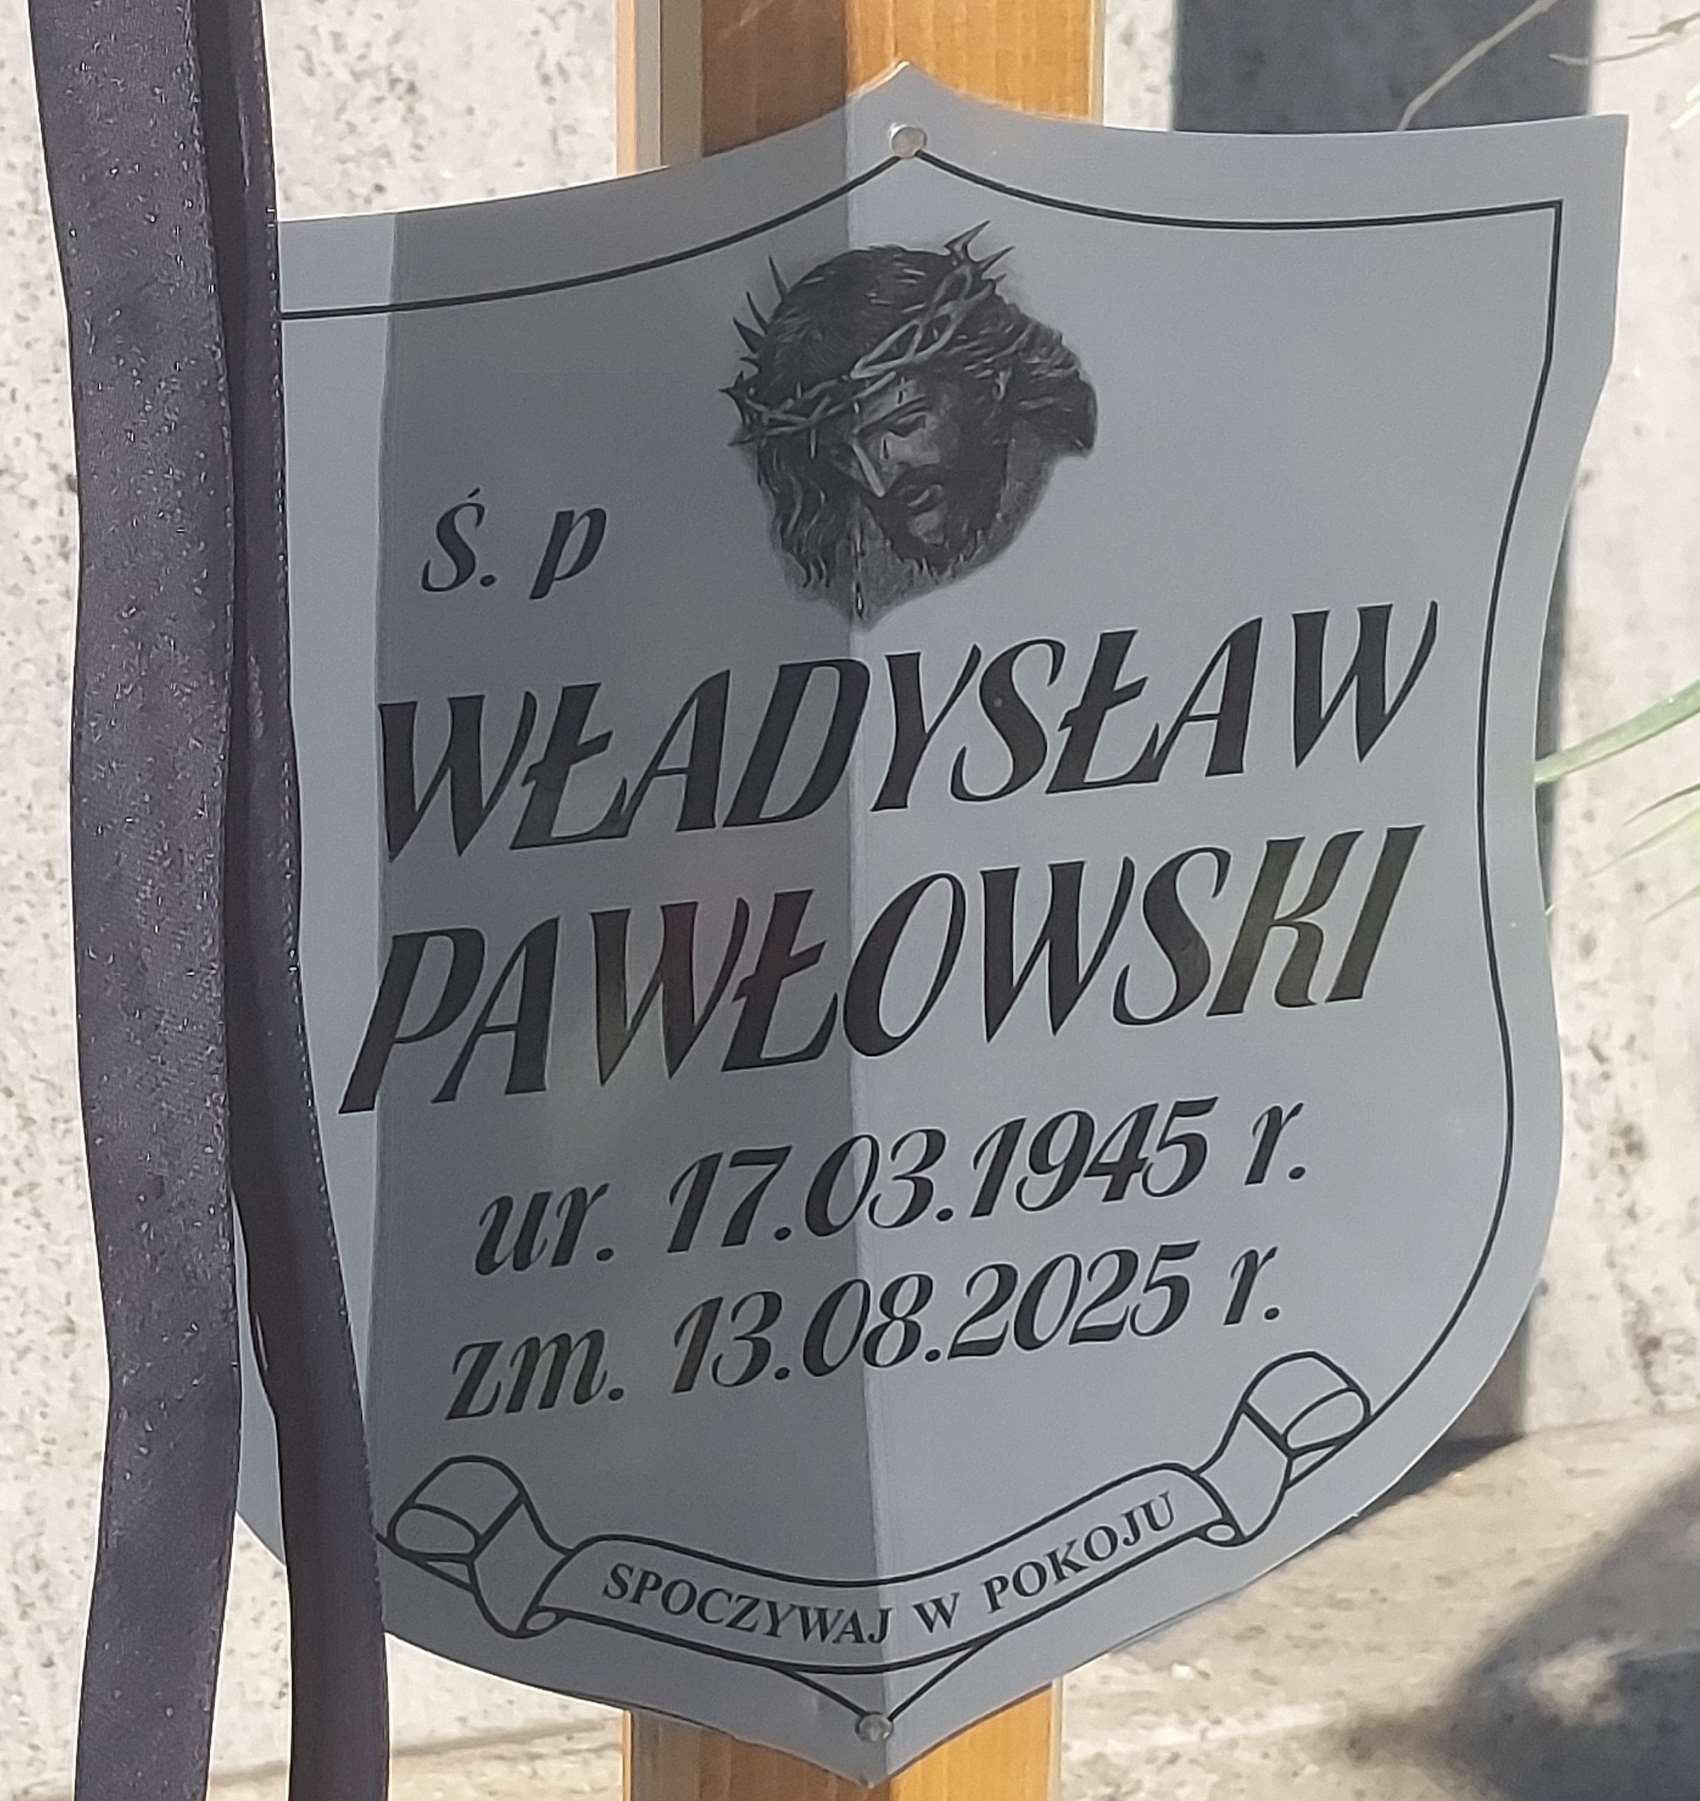 Ś. p
WŁADYSŁAW
PAWŁOWSKI
ur. 17.03.1945 r.
zm. 13.08.2025 r.
SPOCZYWAJ W POKOJU